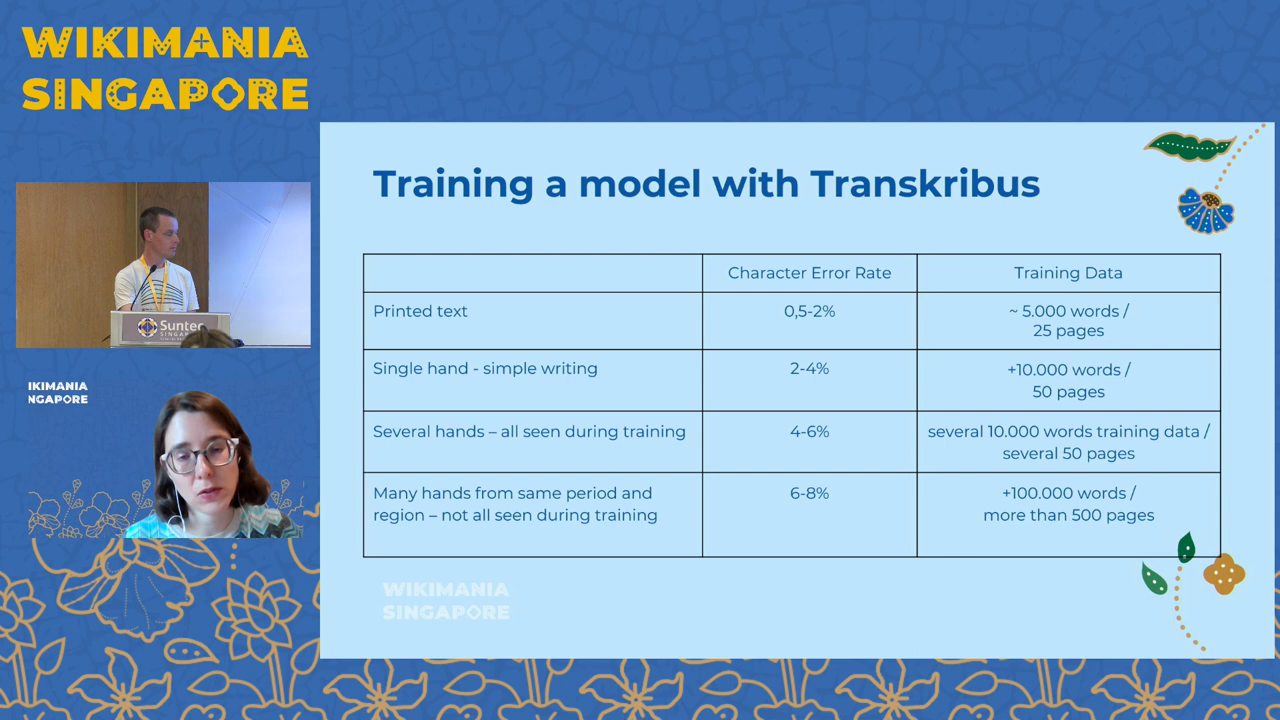 WIKIMANIA
SINGAPORE
Suntec
SINGAP
IKIMANIA
NGAPORE
Training a model with Transkribus
Character Error Rate
Training Data
Printed text
0,5-2%
~ 5.000 words /
25 pages
Single hand - simple writing
2-4%
+10.000 words /
50 pages
Several hands – all seen during training
4-6%
several 10.000 words training data /
several 50 pages
Many hands from same period and
region – not all seen during training
6-8%
+100.000 words /
more than 500 pages
WIKIMANIA
SINGAPORE